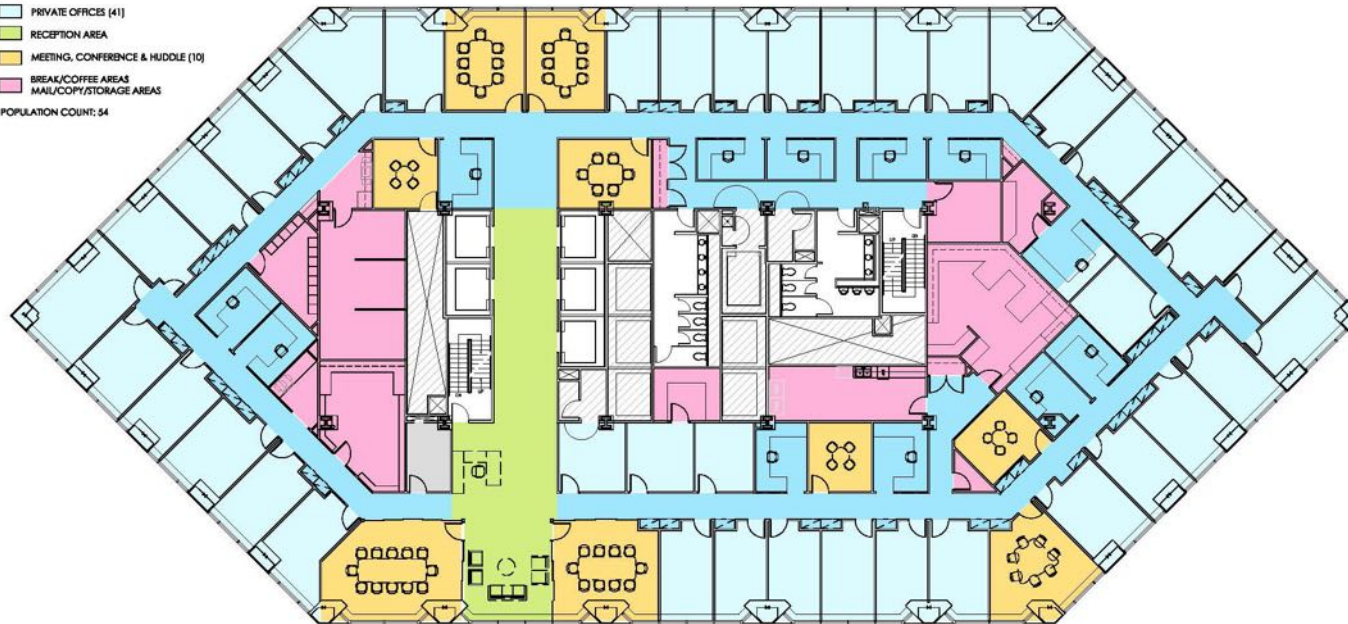 PRIVATE OFFICES (41)
RECEPTION AREA
MEETING, CONFERENCE & HUDDLE (10)
BREAK/COFFEE AREAS
MAIL/COPY/STORAGE AREAS
POPULATION COUNT: 54